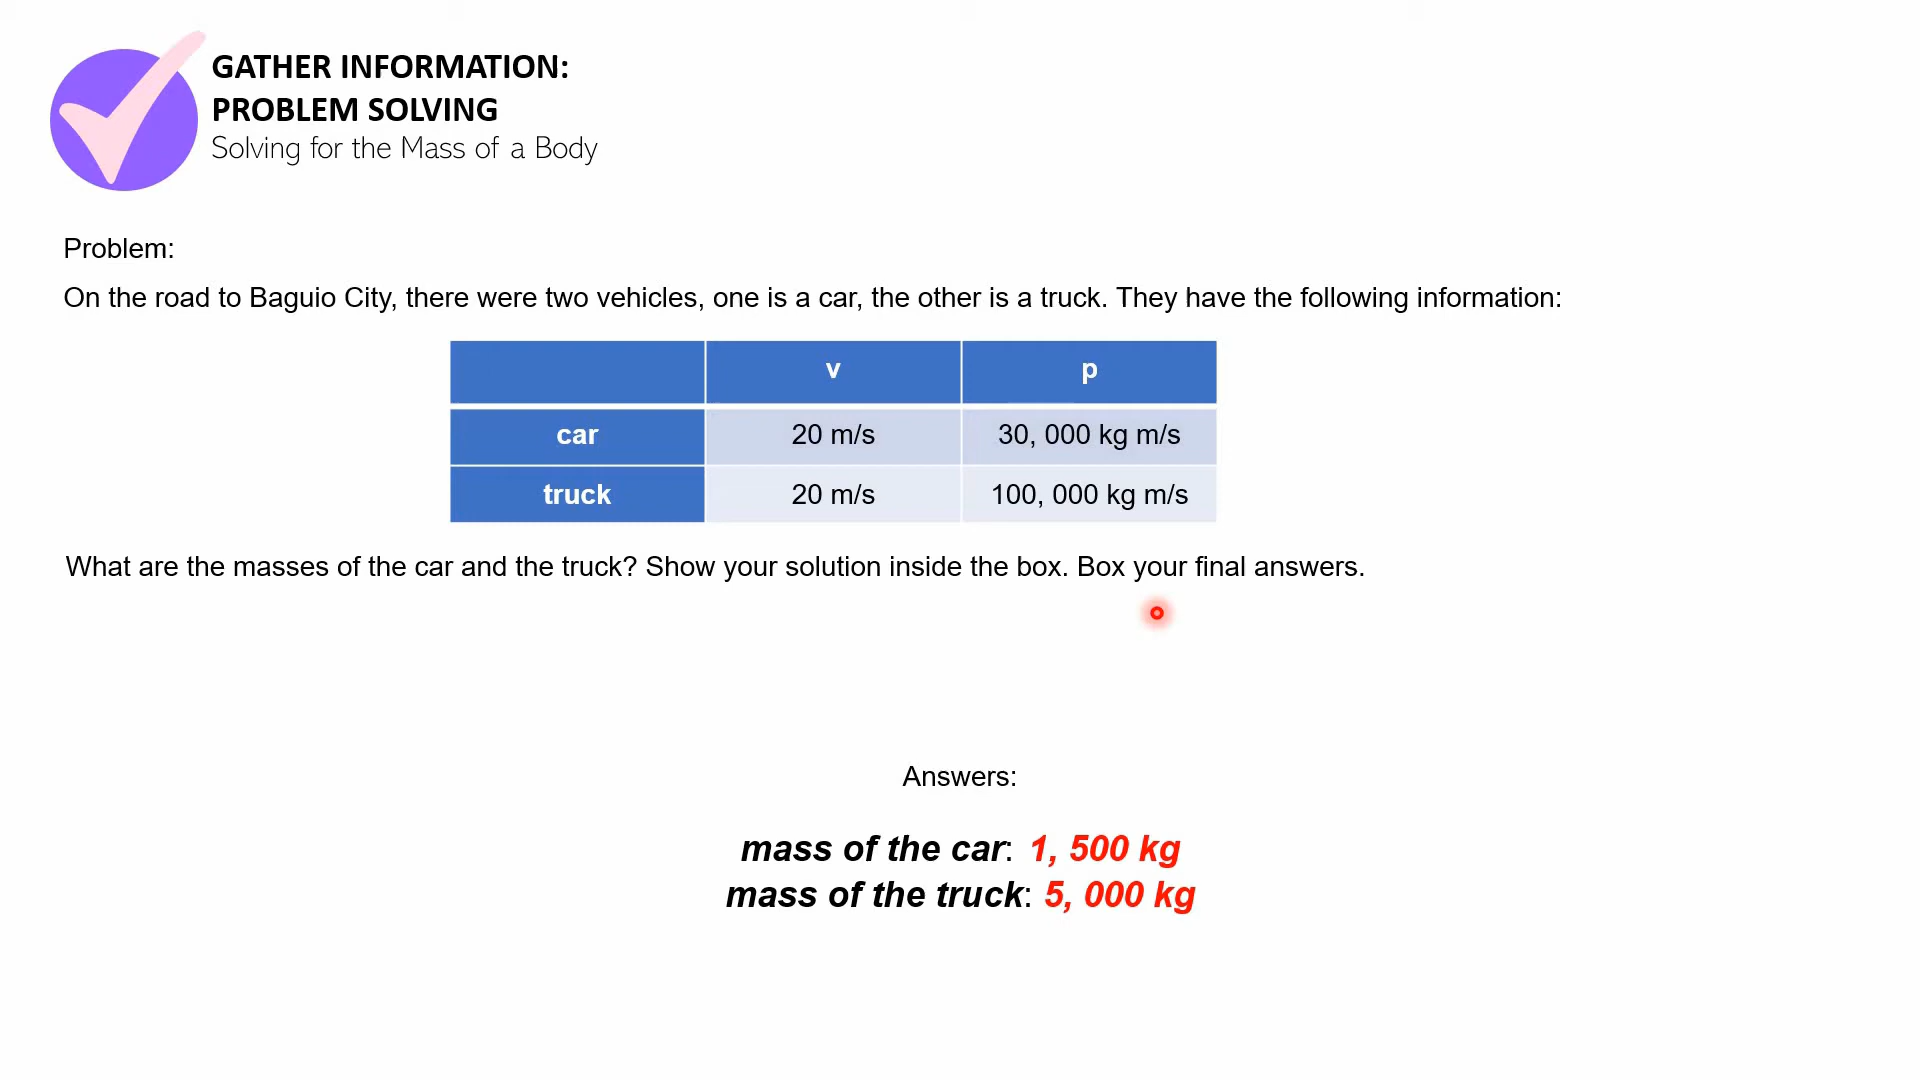 GATHER INFORMATION:
PROBLEM SOLVING
Solving for the Mass of a Body
Problem:
On the road to Baguio City, there were two vehicles, one is a car, the other is a truck. They have the following information:
v p
car 20 m/s 30, 000 kg m/s
truck 20 m/s 100, 000 kg m/s
What are the masses of the car and the truck? Show your solution inside the box. Box your final answers.
Answers:
mass of the car: 1, 500 kg
mass of the truck: 5, 000 kg